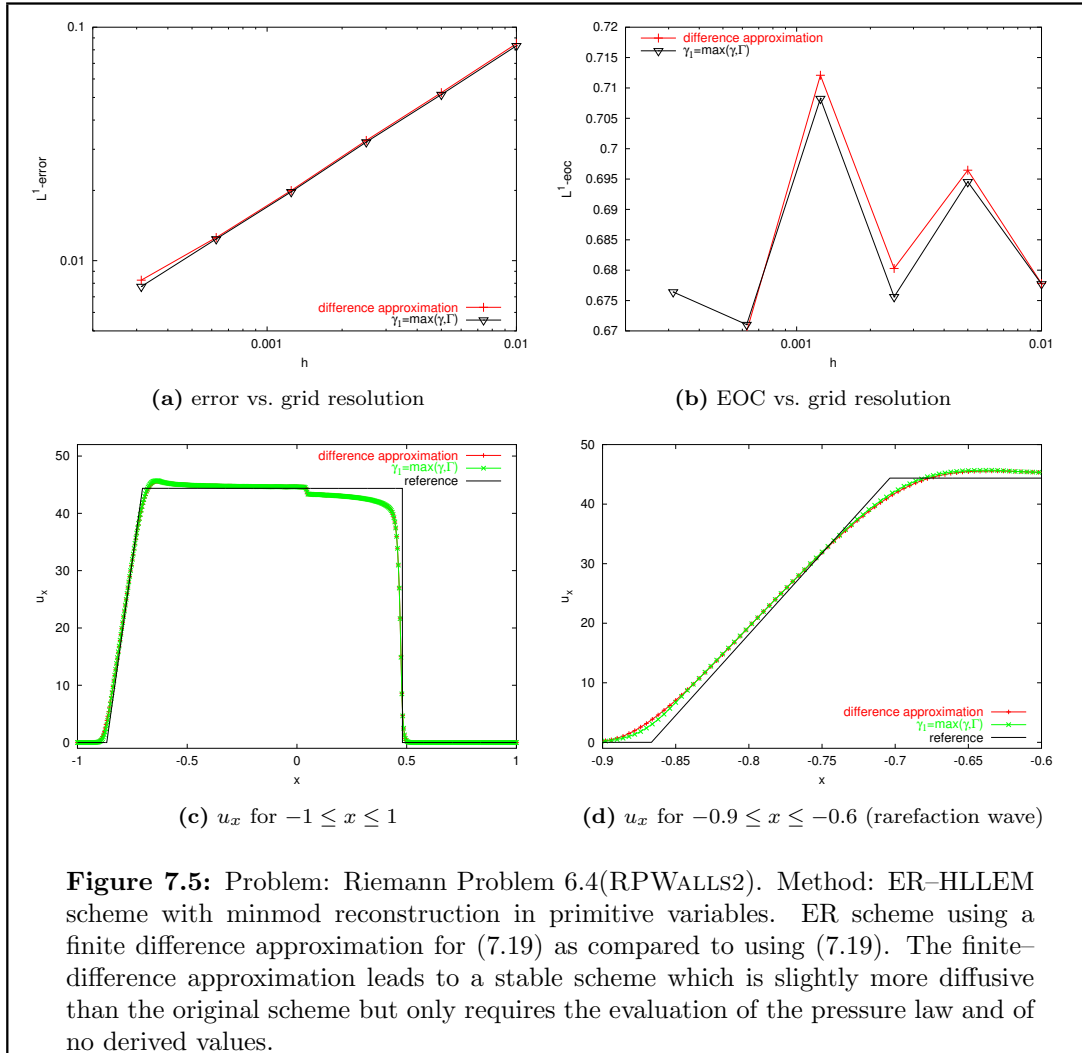 0.1
0.01
L¹-error
0.001
0.01
h
difference approximation
γ₁=max(γ,Γ)
(a) error vs. grid resolution
0.72
0.715
0.71
0.705
0.7
0.695
0.69
0.685
0.68
0.675
0.67
L¹-eoc
0.001
0.01
h
difference approximation
γ₁=max(γ,Γ)
(b) EOC vs. grid resolution
50
40
30
20
10
0
uₓ
-1
-0.5
0
0.5
1
x
difference approximation
γ₁=max(γ,Γ)
reference
(c) uₓ for −1 ≤ x ≤ 1
50
40
30
20
10
0
uₓ
-0.9
-0.85
-0.8
-0.75
-0.7
-0.65
-0.6
x
difference approximation
γ₁=max(γ,Γ)
reference
(d) uₓ for −0.9 ≤ x ≤ −0.6 (rarefaction wave)
Figure 7.5: Problem: Riemann Problem 6.4(RPWALLS2). Method: ER–HLLEM
scheme with minmod reconstruction in primitive variables. ER scheme using a
finite difference approximation for (7.19) as compared to using (7.19). The finite–
difference approximation leads to a stable scheme which is slightly more diffusive
than the original scheme but only requires the evaluation of the pressure law and of
no derived values.